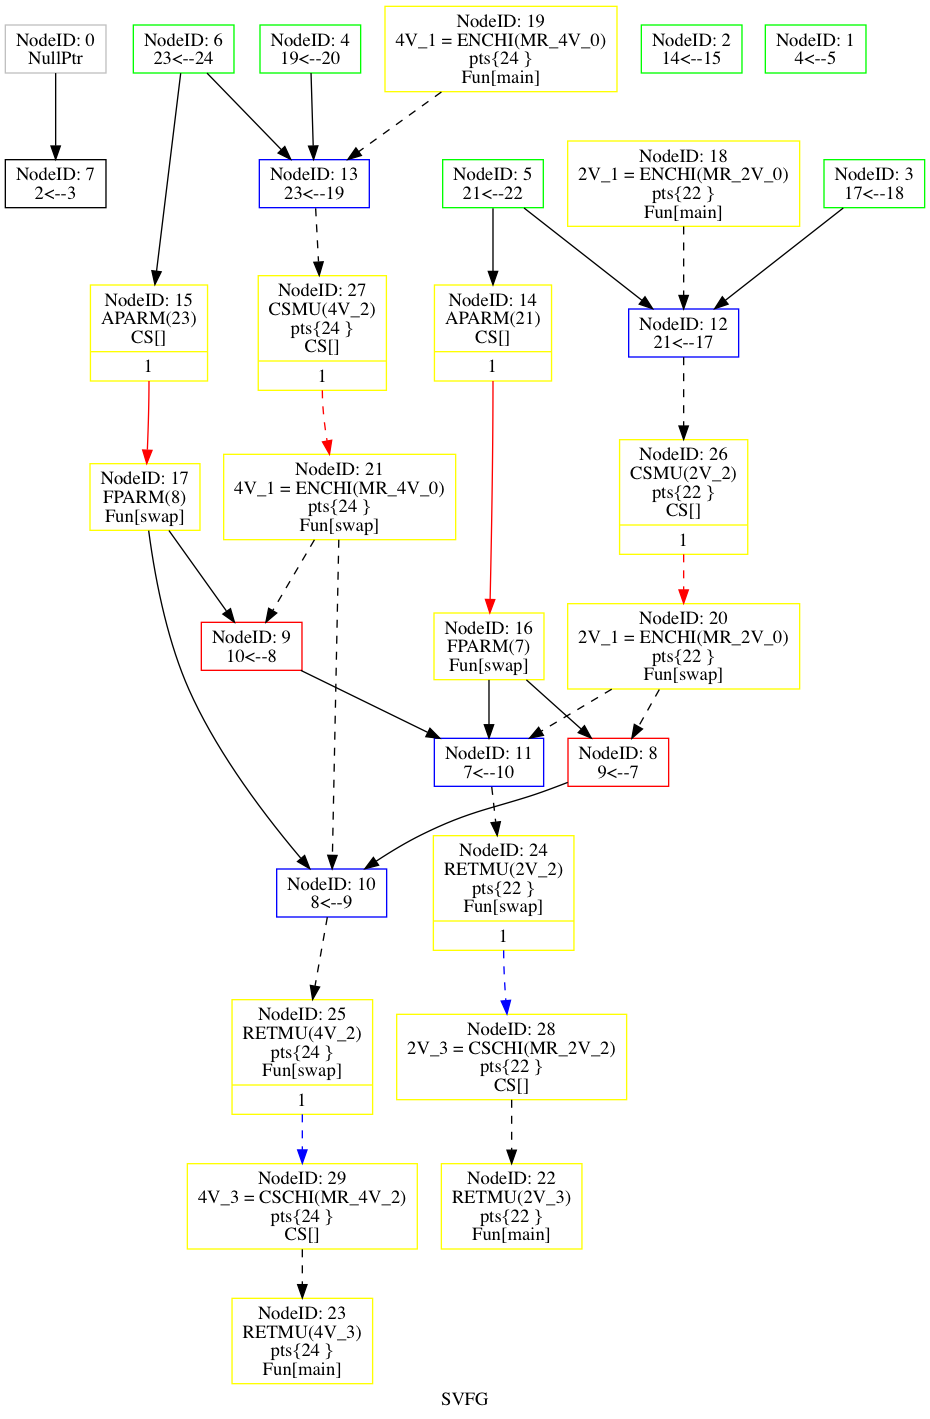 NodeID: 0
NullPtr
NodeID: 6
23<--24
NodeID: 4
19<--20
NodeID: 19
4V_1 = ENCHI(MR_4V_0)
pts{24 }
Fun[main]
NodeID: 2
14<--15
NodeID: 1
4<--5
NodeID: 7
2<--3
NodeID: 13
23<--19
NodeID: 5
21<--22
NodeID: 18
2V_1 = ENCHI(MR_2V_0)
pts{22 }
Fun[main]
NodeID: 3
17<--18
NodeID: 15
APARM(23)
CS[]
1
NodeID: 27
CSMU(4V_2)
pts{24 }
CS[]
1
NodeID: 14
APARM(21)
CS[]
1
NodeID: 12
21<--17
NodeID: 17
FPARM(8)
Fun[swap]
NodeID: 21
4V_1 = ENCHI(MR_4V_0)
pts{24 }
Fun[swap]
NodeID: 26
CSMU(2V_2)
pts{22 }
CS[]
1
NodeID: 9
10<--8
NodeID: 16
FPARM(7)
Fun[swap]
NodeID: 20
2V_1 = ENCHI(MR_2V_0)
pts{22 }
Fun[swap]
NodeID: 11
7<--10
NodeID: 8
9<--7
NodeID: 10
8<--9
NodeID: 24
RETMU(2V_2)
pts{22 }
Fun[swap]
1
NodeID: 25
RETMU(4V_2)
pts{24 }
Fun[swap]
1
NodeID: 28
2V_3 = CSCHI(MR_2V_2)
pts{22 }
CS[]
NodeID: 29
4V_3 = CSCHI(MR_4V_2)
pts{24 }
CS[]
NodeID: 22
RETMU(2V_3)
pts{22 }
Fun[main]
NodeID: 23
RETMU(4V_3)
pts{24 }
Fun[main]
SVFG